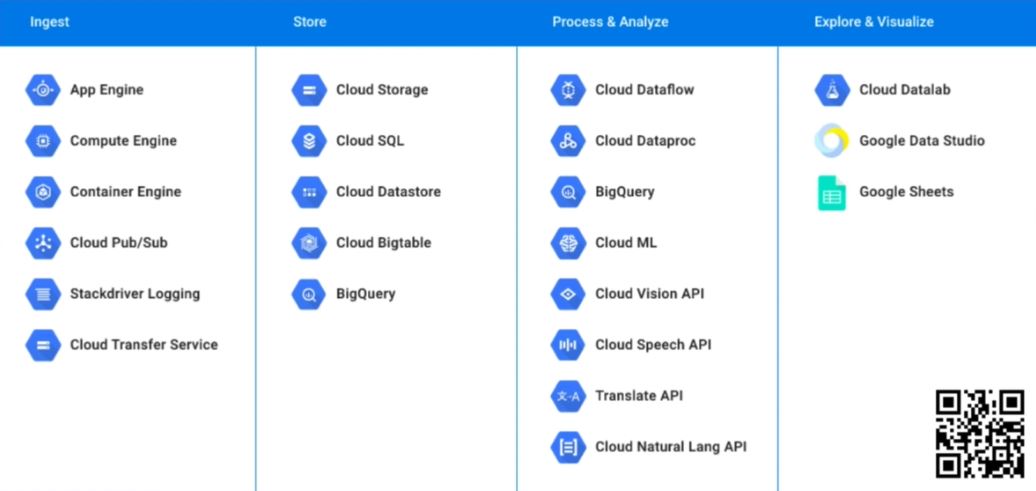 Ingest
App Engine
Compute Engine
Container Engine
Cloud Pub/Sub
Stackdriver Logging
Cloud Transfer Service
Store
Cloud Storage
Cloud SQL
Cloud Datastore
Cloud Bigtable
BigQuery
Process & Analyze
Cloud Dataflow
Cloud Dataproc
BigQuery
Cloud ML
Cloud Vision API
Cloud Speech API
文A
Translate API
Cloud Natural Lang API
Explore & Visualize
Cloud Datalab
Google Data Studio
Google Sheets